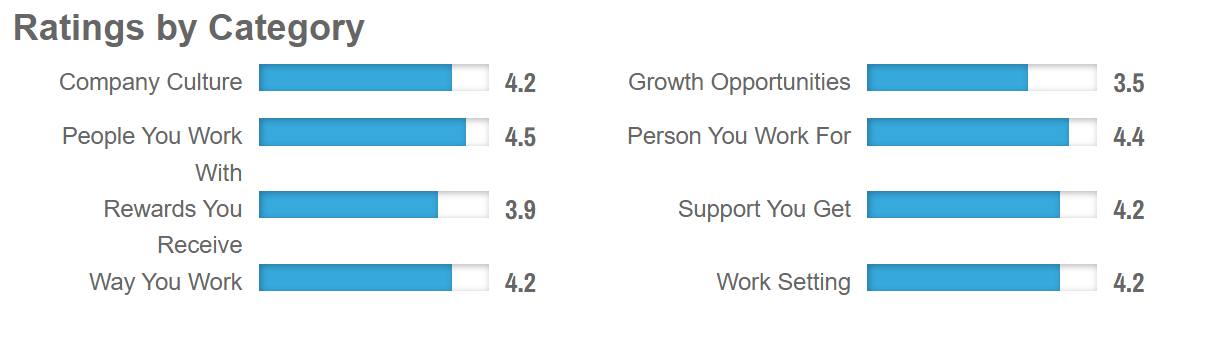 Ratings by Category
Company Culture 4.2
People You Work With 4.5
Rewards You Receive 3.9
Way You Work 4.2
Growth Opportunities 3.5
Person You Work For 4.4
Support You Get 4.2
Work Setting 4.2